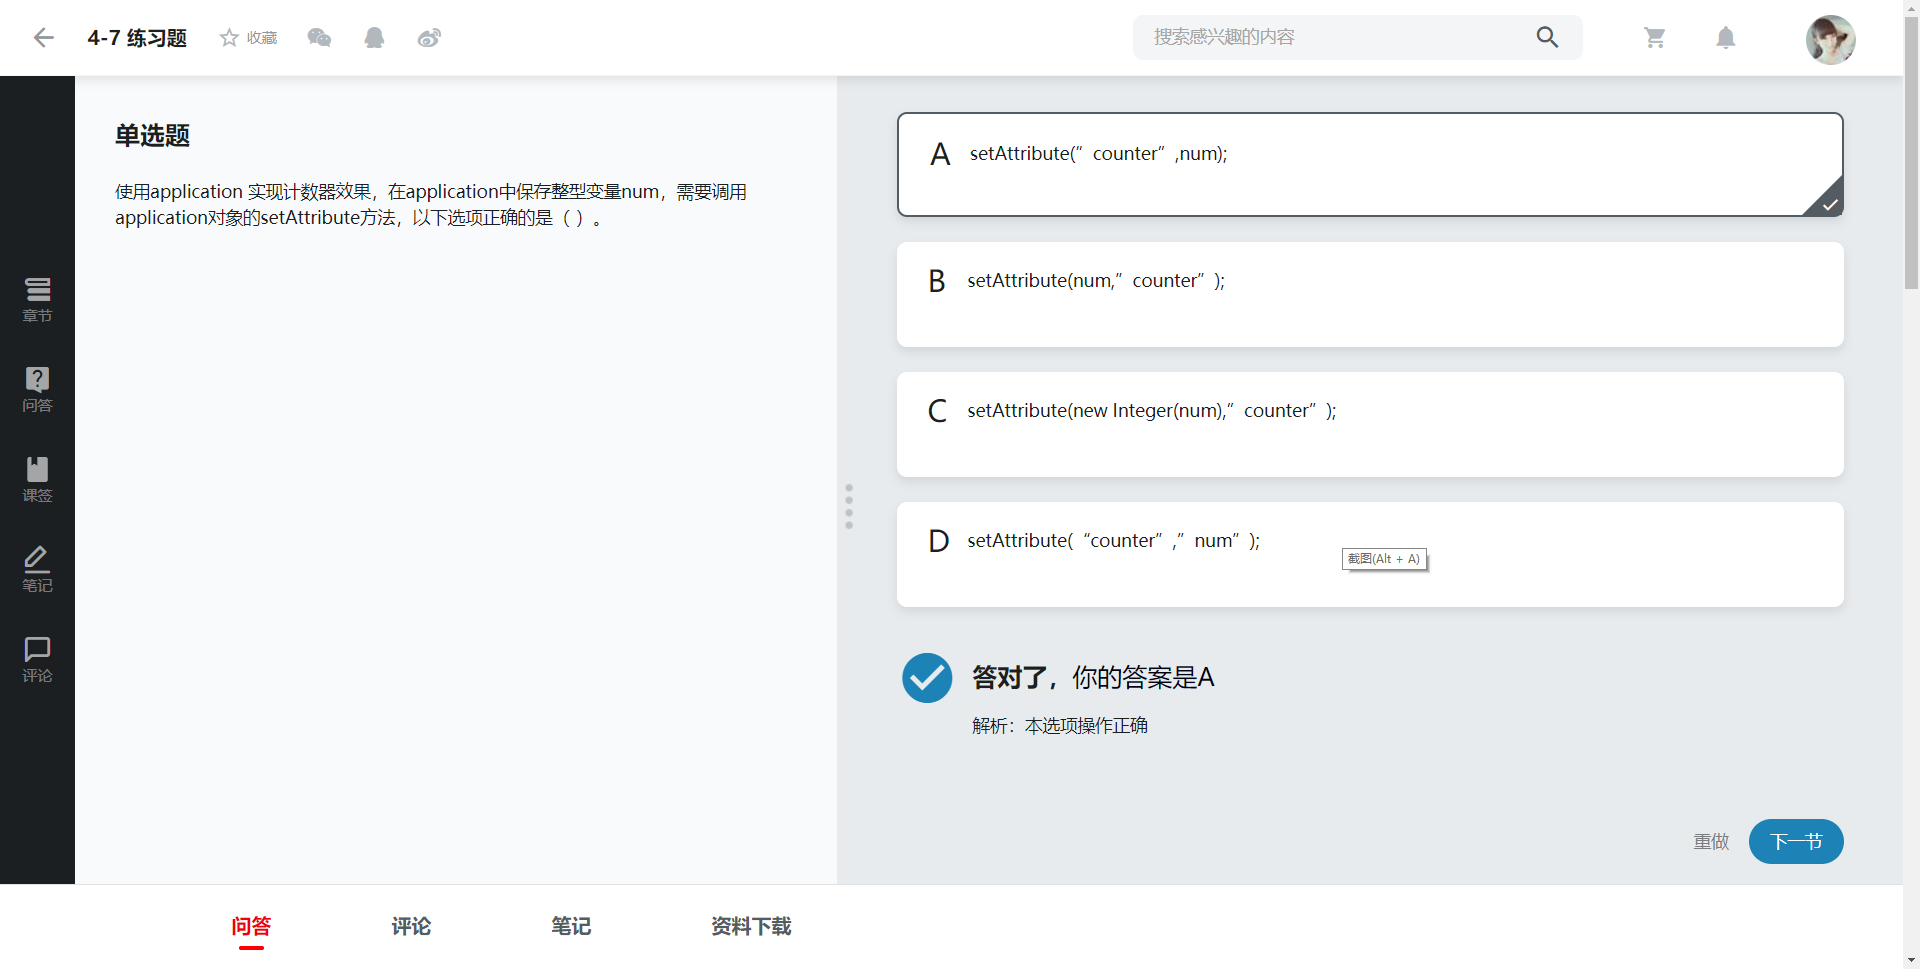 4-7 练习题
收藏
搜索感兴趣的内容
章节
问答
课签
笔记
评论
单选题
使用application 实现计数器效果，在application中保存整型变量num，需要调用
application对象的setAttribute方法，以下选项正确的是（ ）。
A setAttribute(”counter”,num);
B setAttribute(num,”counter”);
C setAttribute(new Integer(num),”counter”);
D setAttribute(“counter”,”num”);
截图(Alt + A)
答对了，你的答案是A
解析：本选项操作正确
重做
下一节
问答
评论
笔记
资料下载